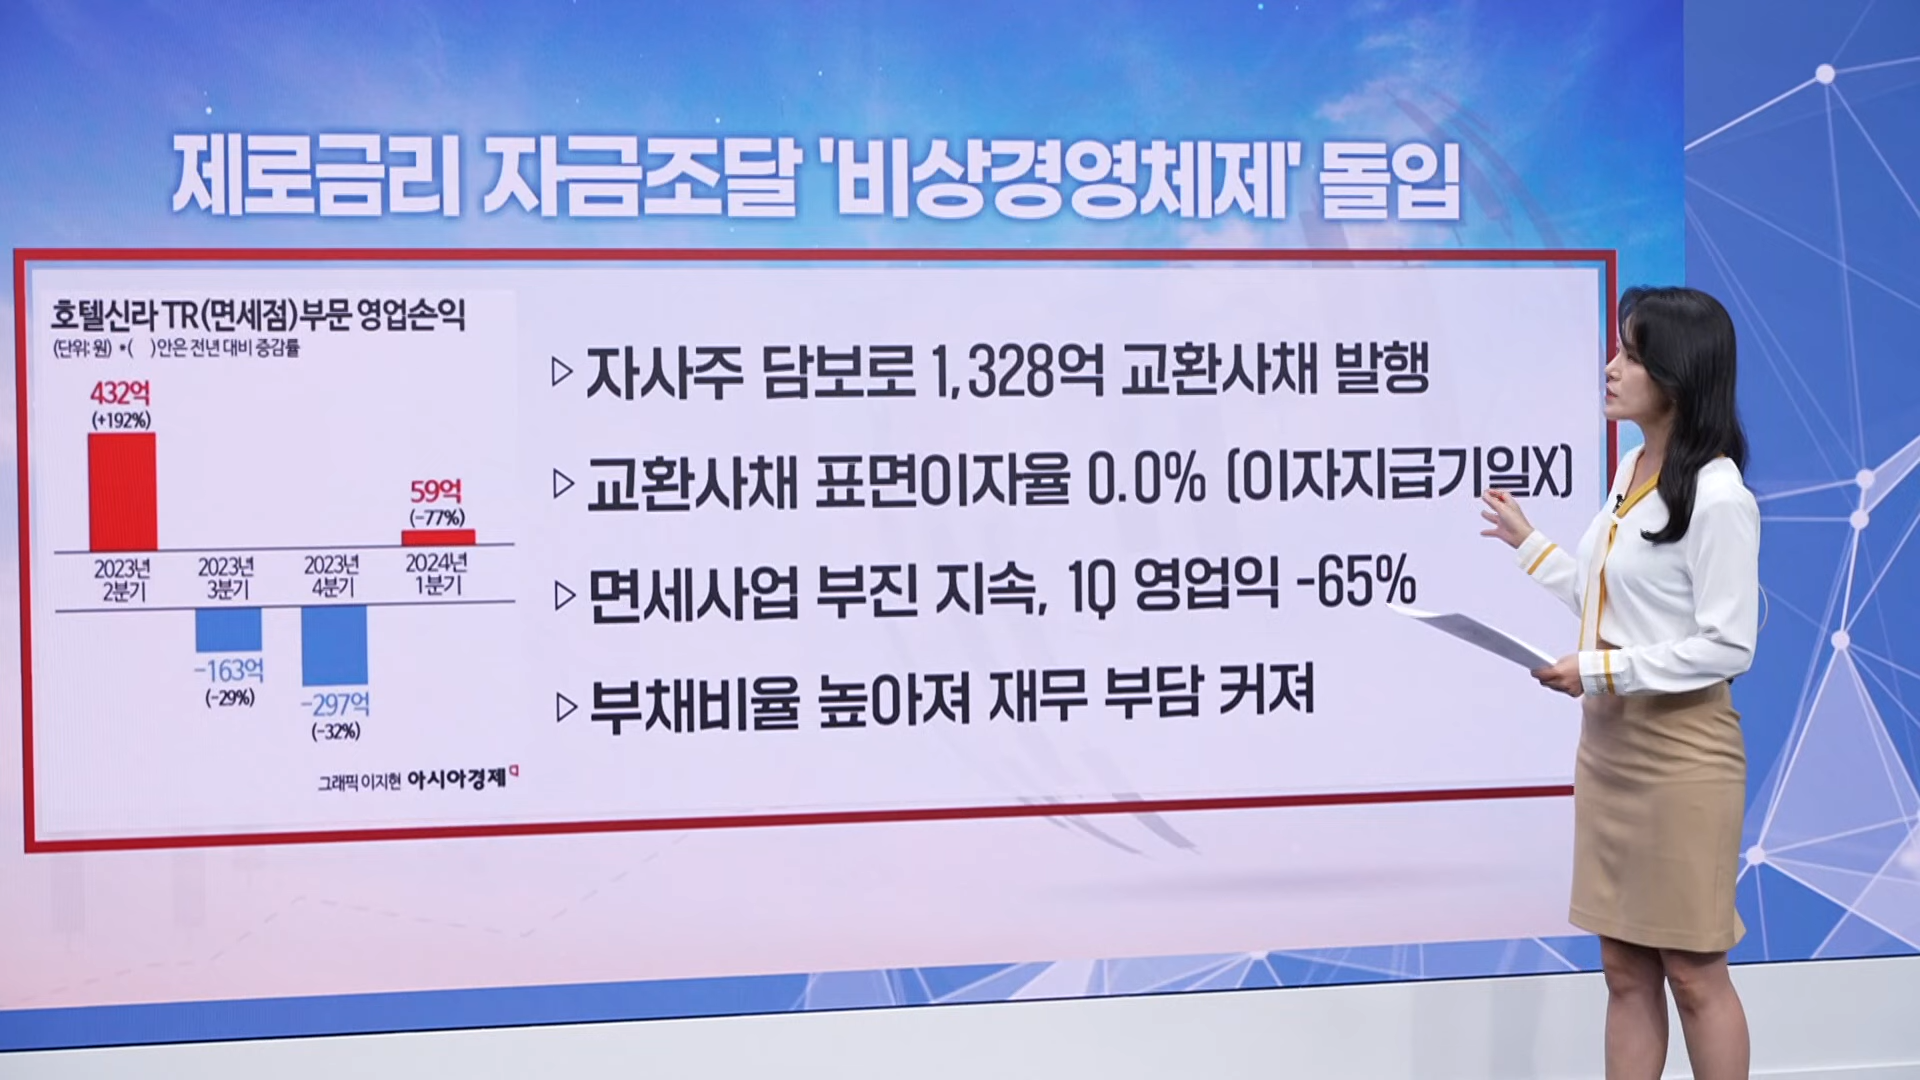 제로금리 자금조달 '비상경영체제' 돌입
호텔신라 TR(면세점)부문 영업손익
(단위: 원) *( )안은 전년 대비 증감률
432억
(+192%)
59억
(-77%)
2023년 2분기
2023년 3분기
2023년 4분기
2024년 1분기
-163억
(-29%)
-297억
(-32%)
그래픽 이지현 아시아경제
▷ 자사주 담보로 1,328억 교환사채 발행
▷ 교환사채 표면이자율 0.0% (이자지급기일X)
▷ 면세사업 부진 지속, 1Q 영업익 -65%
▷ 부채비율 높아져 재무 부담 커져